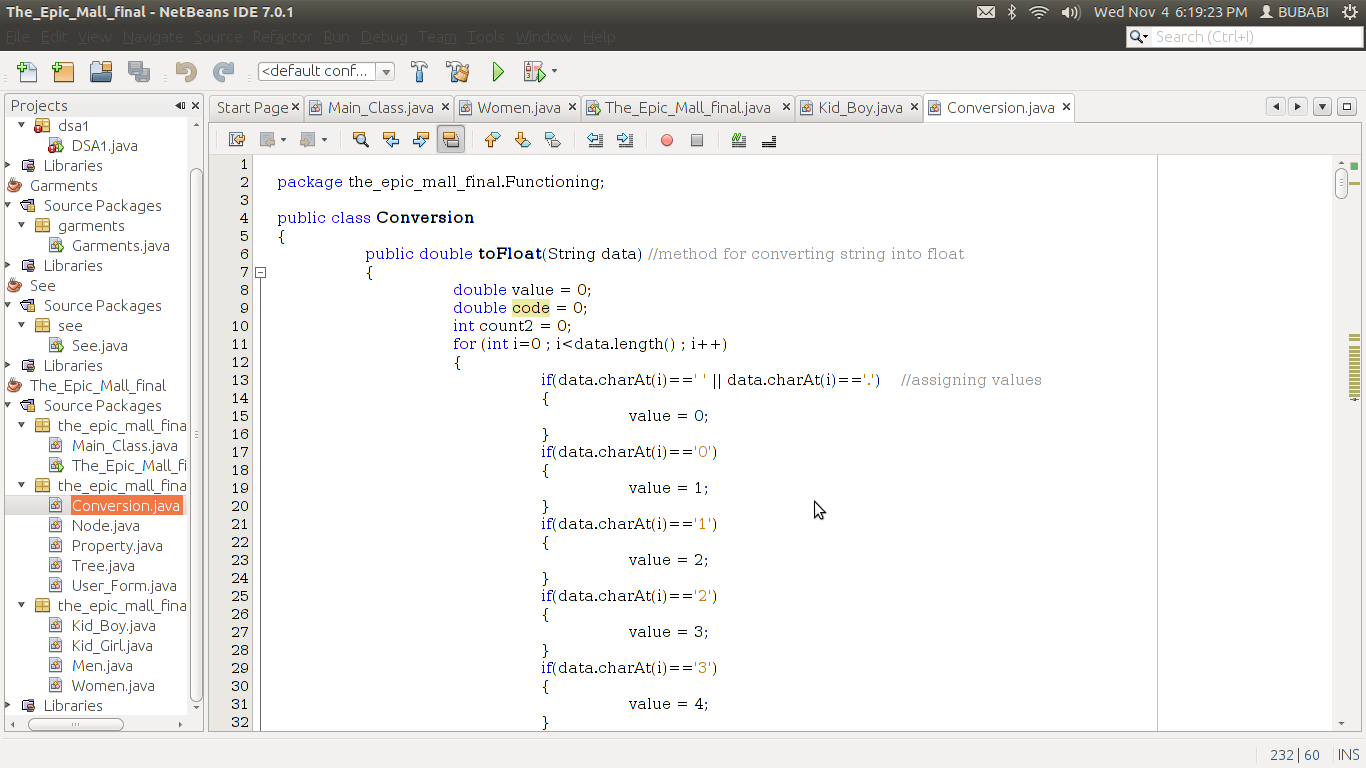 The_Epic_Mall_final - NetBeans IDE 7.0.1
Wed Nov 4 6:19:23 PM BUBABI
File Edit View Navigate Source Refactor Run Debug Team Tools Window Help
Search (Ctrl+I)
<default conf...
Projects
Start Page Main_Class.java Women.java The_Epic_Mall_final.java Kid_Boy.java Conversion.java
dsa1
DSA1.java
Libraries
Garments
Source Packages
garments
Garments.java
Libraries
See
Source Packages
see
See.java
Libraries
The_Epic_Mall_final
Source Packages
the_epic_mall_fina
Main_Class.java
The_Epic_Mall_fi
the_epic_mall_fina
Conversion.java
Node.java
Property.java
Tree.java
User_Form.java
the_epic_mall_fina
Kid_Boy.java
Kid_Girl.java
Men.java
Women.java
Libraries
1
2 package the_epic_mall_final.Functioning;
3
4 public class Conversion
5 {
6 public double toFloat(String data) //method for converting string into float
7 {
8 double value = 0;
9 double code = 0;
10 int count2 = 0;
11 for (int i=0 ; i<data.length() ; i++)
12 {
13 if(data.charAt(i)==' ' || data.charAt(i)=='.') //assigning values
14 {
15 value = 0;
16 }
17 if(data.charAt(i)=='0')
18 {
19 value = 1;
20 }
21 if(data.charAt(i)=='1')
22 {
23 value = 2;
24 }
25 if(data.charAt(i)=='2')
26 {
27 value = 3;
28 }
29 if(data.charAt(i)=='3')
30 {
31 value = 4;
32 }
232 | 60 INS